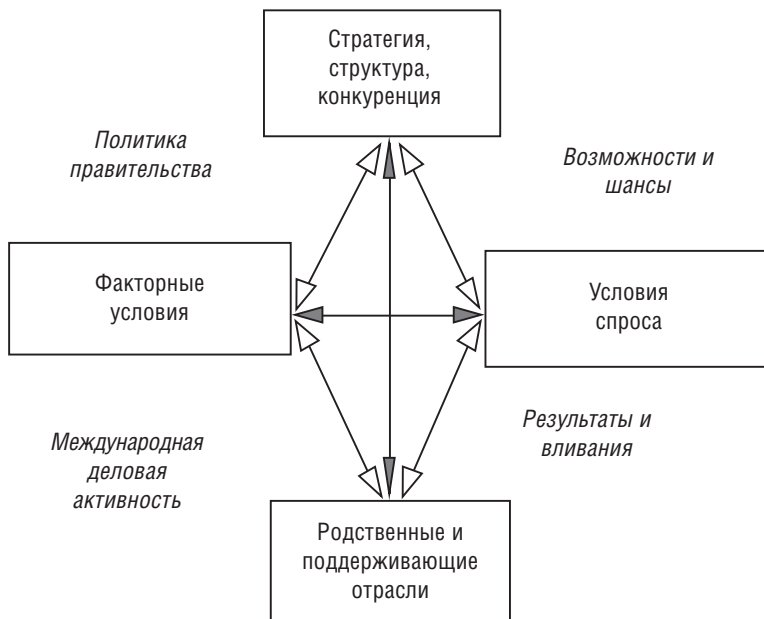 Стратегия,
структура,
конкуренция
Политика
правительства
Возможности и
шансы
Факторные
условия
Условия
спроса
Международная
деловая
активность
Результаты и
вливания
Родственные и
поддерживающие
отрасли